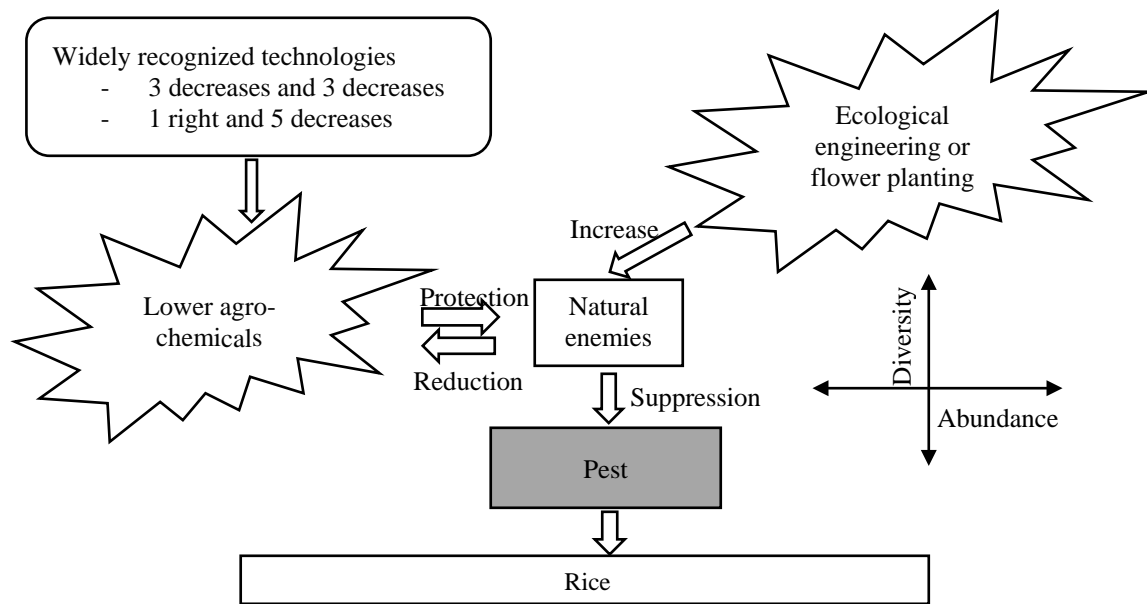 Widely recognized technologies
- 3 decreases and 3 decreases
- 1 right and 5 decreases
Ecological
engineering or
flower planting
Increase
Lower agro-
chemicals
Protection
Reduction
Natural
enemies
Diversity
Abundance
Suppression
Pest
Rice